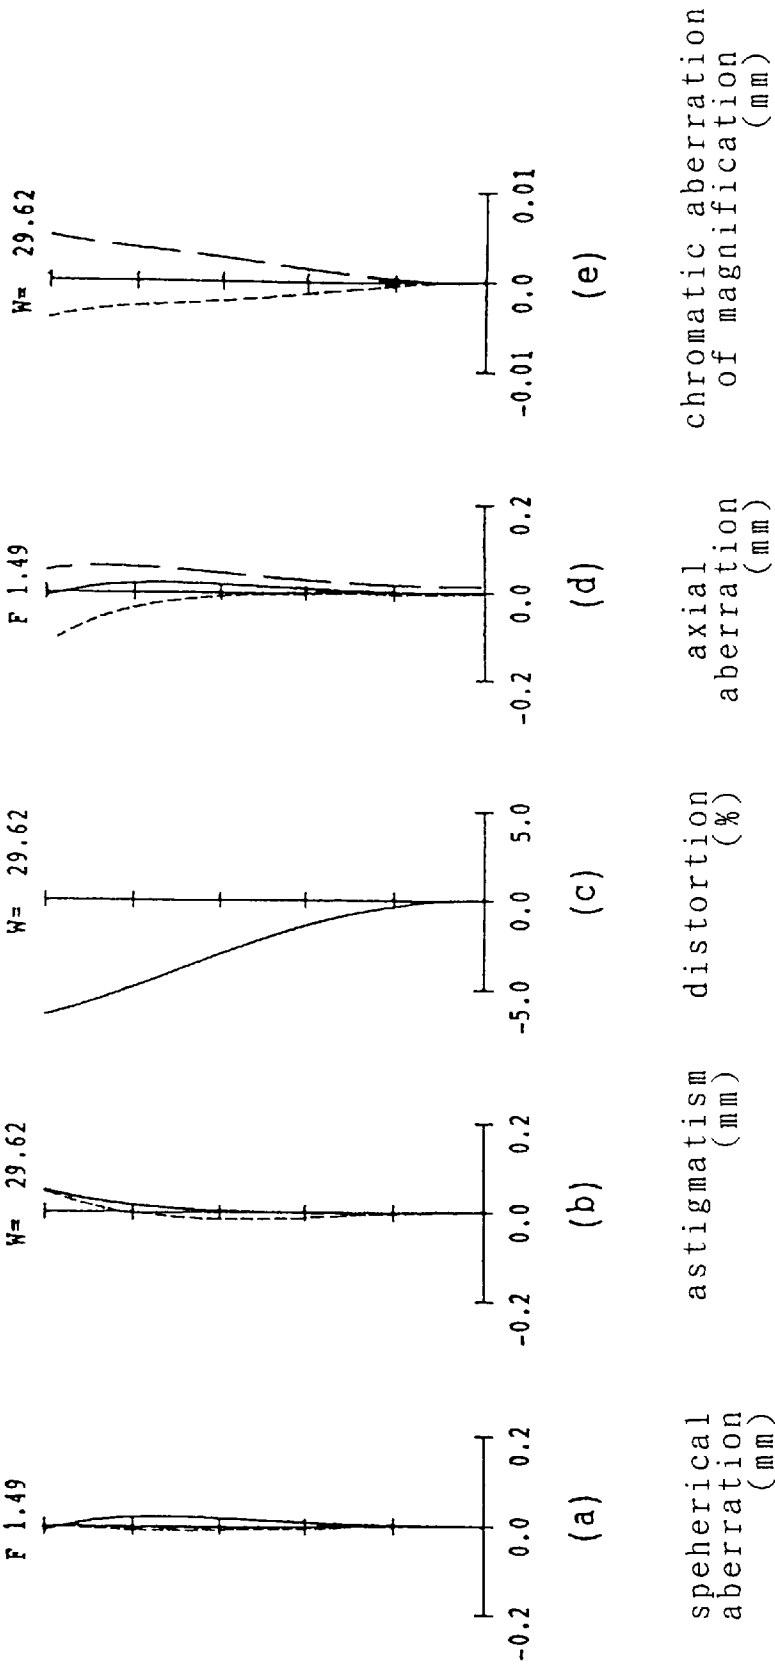 F 1.49
-0.2 0.0 0.2
(a)
speherical
aberration
(mm)
W= 29.62
-0.2 0.0 0.2
(b)
astigmatism
(mm)
W= 29.62
-5.0 0.0 5.0
(c)
distortion
(%)
F 1.49
-0.2 0.0 0.2
(d)
axial
aberration
(mm)
W= 29.62
-0.01 0.0 0.01
(e)
chromatic aberration
of magnification
(mm)